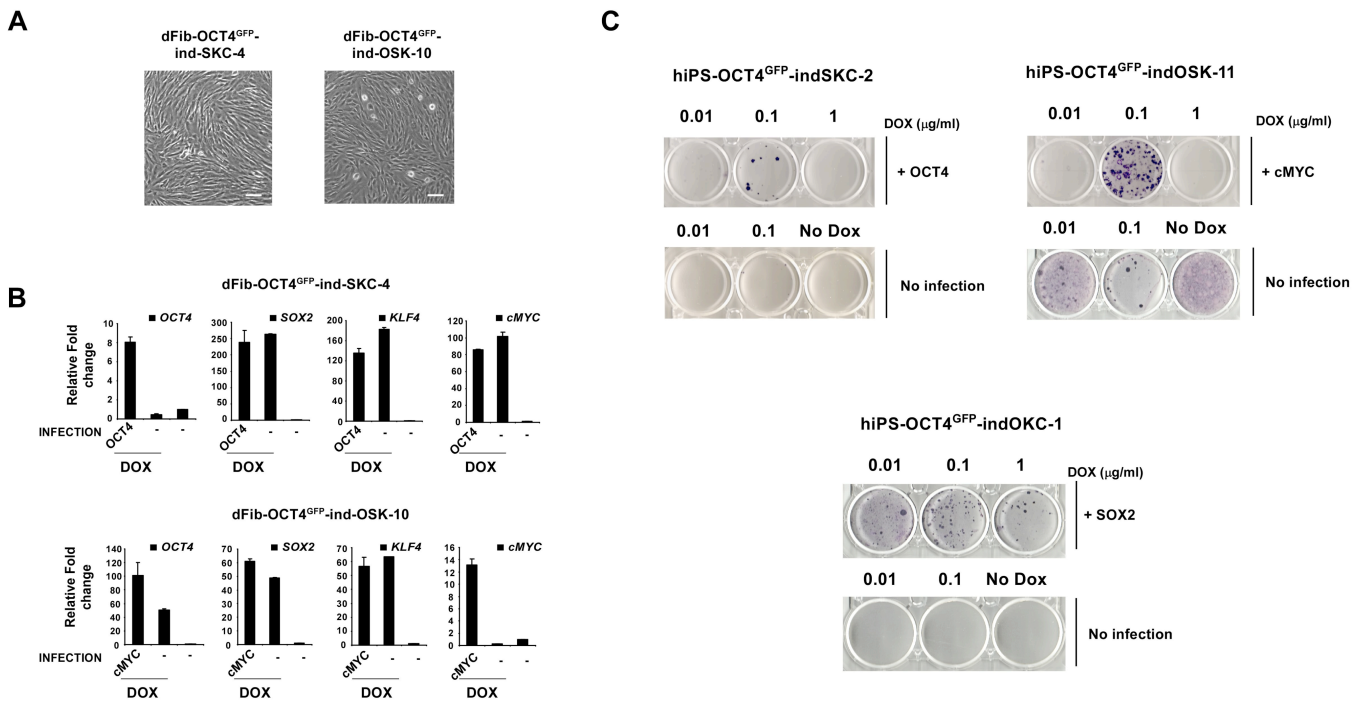 A
dFib-OCT4GFP-
ind-SKC-4
dFib-OCT4GFP-
ind-OSK-10
B
dFib-OCT4GFP-ind-SKC-4
Relative Fold
change
10
8
6
4
2
0
OCT4
300
250
200
150
100
50
0
SOX2
200
160
120
80
40
0
KLF4
120
100
80
60
40
20
0
cMYC
INFECTION
OCT4 - -
OCT4 - -
OCT4 - -
OCT4 - -
DOX
DOX
DOX
DOX
dFib-OCT4GFP-ind-OSK-10
Relative Fold
change
140
120
100
80
60
40
20
0
OCT4
70
60
50
40
30
20
10
0
SOX2
70
60
50
40
30
20
10
0
KLF4
16
14
12
10
8
6
4
2
0
cMYC
INFECTION
cMYC - -
cMYC - -
cMYC - -
cMYC - -
DOX
DOX
DOX
DOX
C
hiPS-OCT4GFP-indSKC-2
0.01 0.1 1
DOX (μg/ml)
+ OCT4
0.01 0.1 No Dox
No infection
hiPS-OCT4GFP-indOSK-11
0.01 0.1 1
DOX (μg/ml)
+ cMYC
0.01 0.1 No Dox
No infection
hiPS-OCT4GFP-indOKC-1
0.01 0.1 1
DOX (μg/ml)
+ SOX2
0.01 0.1 No Dox
No infection